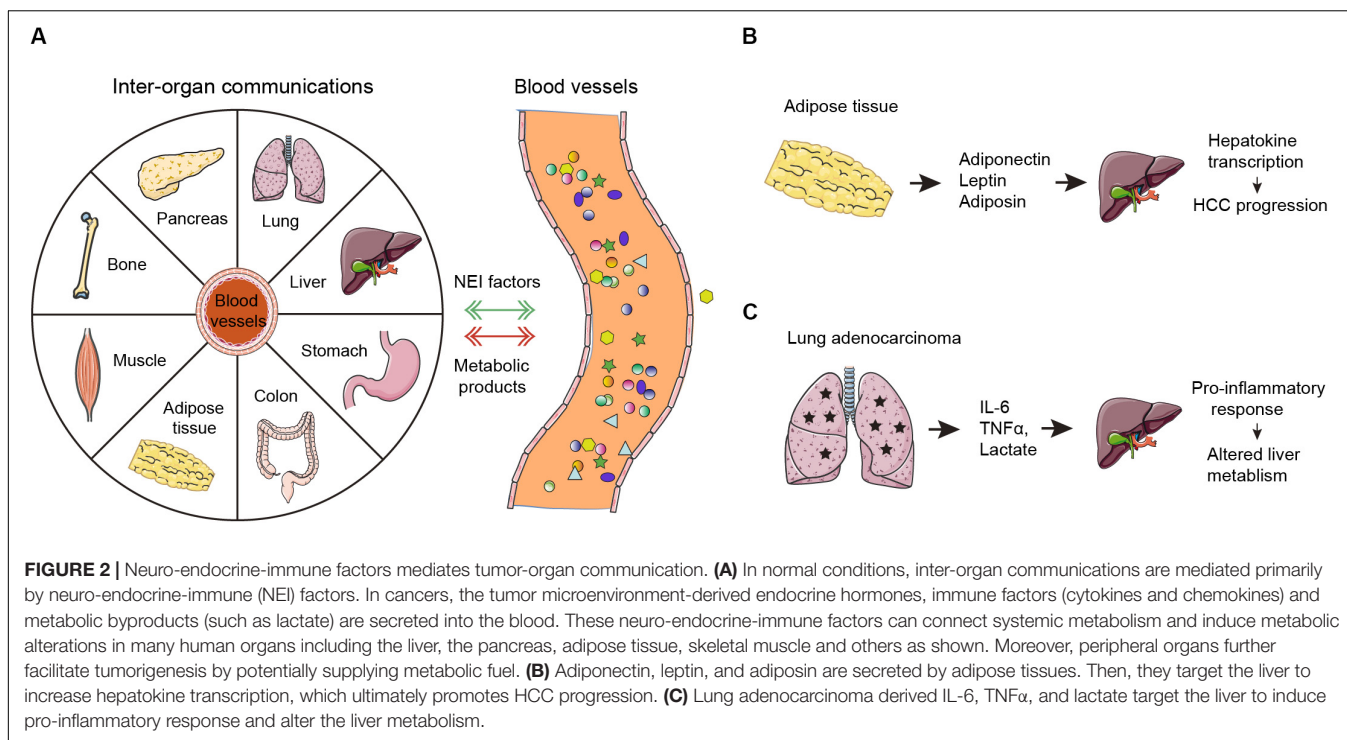 A
Inter-organ communications
Pancreas
Lung
Bone
Liver
Blood
vessels
Muscle
Stomach
Adipose
tissue
Colon
NEI factors
Metabolic
products
Blood vessels
B
Adipose tissue
Adiponectin
Leptin
Adiposin
Hepatokine
transcription
HCC progression
C
Lung adenocarcinoma
IL-6
TNFα,
Lactate
Pro-inflammatory
response
Altered liver
metablism
FIGURE 2 | Neuro-endocrine-immune factors mediates tumor-organ communication. (A) In normal conditions, inter-organ communications are mediated primarily
by neuro-endocrine-immune (NEI) factors. In cancers, the tumor microenvironment-derived endocrine hormones, immune factors (cytokines and chemokines) and
metabolic byproducts (such as lactate) are secreted into the blood. These neuro-endocrine-immune factors can connect systemic metabolism and induce metabolic
alterations in many human organs including the liver, the pancreas, adipose tissue, skeletal muscle and others as shown. Moreover, peripheral organs further
facilitate tumorigenesis by potentially supplying metabolic fuel. (B) Adiponectin, leptin, and adiposin are secreted by adipose tissues. Then, they target the liver to
increase hepatokine transcription, which ultimately promotes HCC progression. (C) Lung adenocarcinoma derived IL-6, TNFα, and lactate target the liver to induce
pro-inflammatory response and alter the liver metabolism.